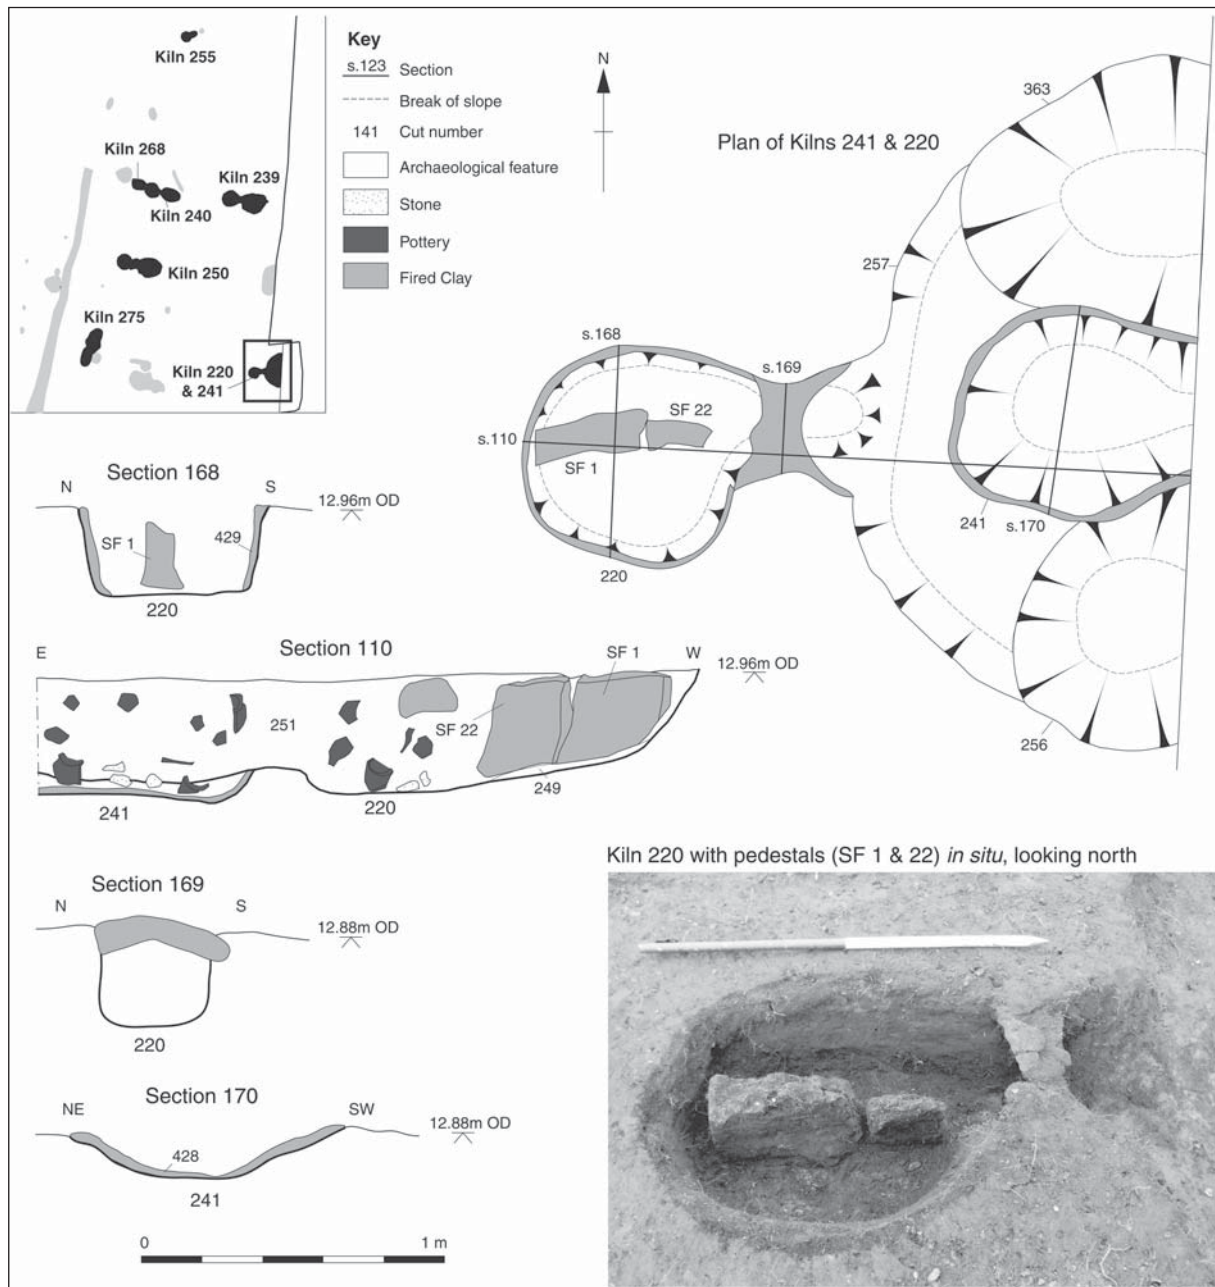 Kiln 255
Kiln 268
Kiln 239
Kiln 240
Kiln 250
Kiln 275
Kiln 220
& 241
Key
s.123 Section
Break of slope
141 Cut number
Archaeological feature
Stone
Pottery
Fired Clay
N
Plan of Kilns 241 & 220
363
257
s.168
s.169
SF 22
s.110
SF 1
241
s.170
220
256
Section 168
N
S
12.96m OD
SF 1
429
220
Section 110
E
SF 1
W
12.96m OD
251
SF 22
249
241
220
Section 169
N
S
12.88m OD
220
Section 170
NE
SW
12.88m OD
428
241
0
1 m
Kiln 220 with pedestals (SF 1 & 22) in situ, looking north